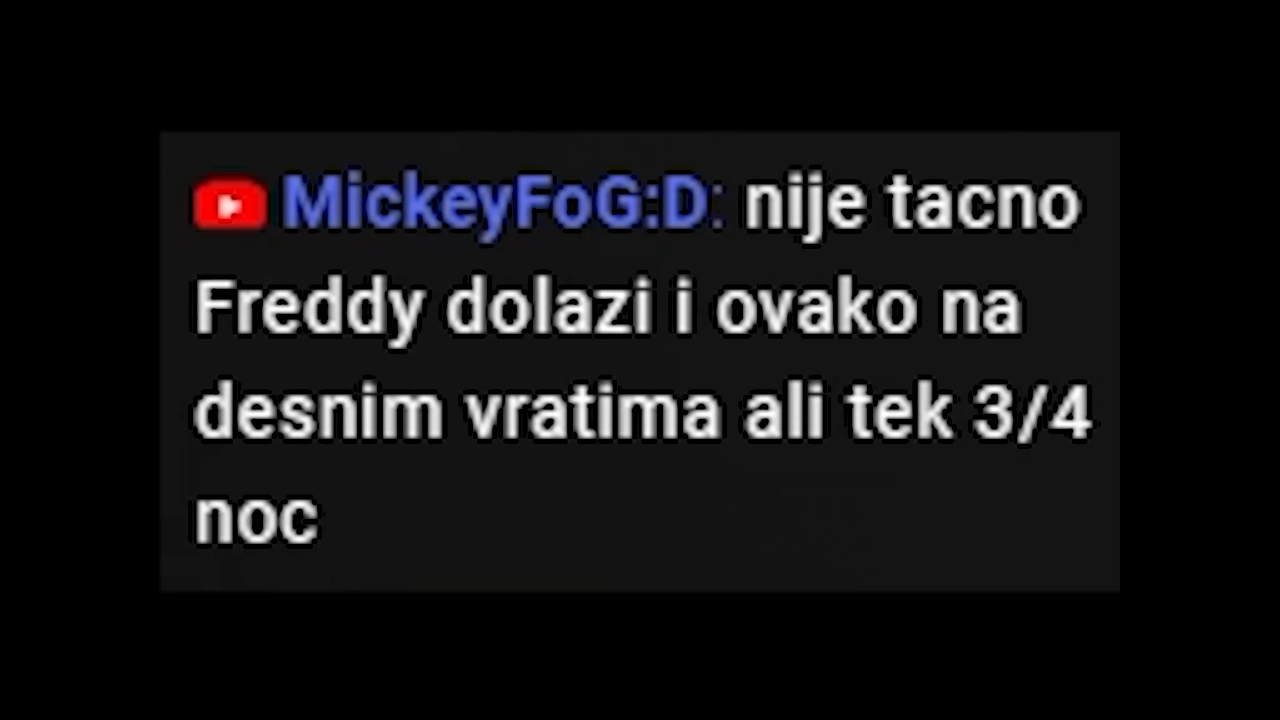 MickeyFoG:D: nije tacno
Freddy dolazi i ovako na
desnim vratima ali tek 3/4
noc